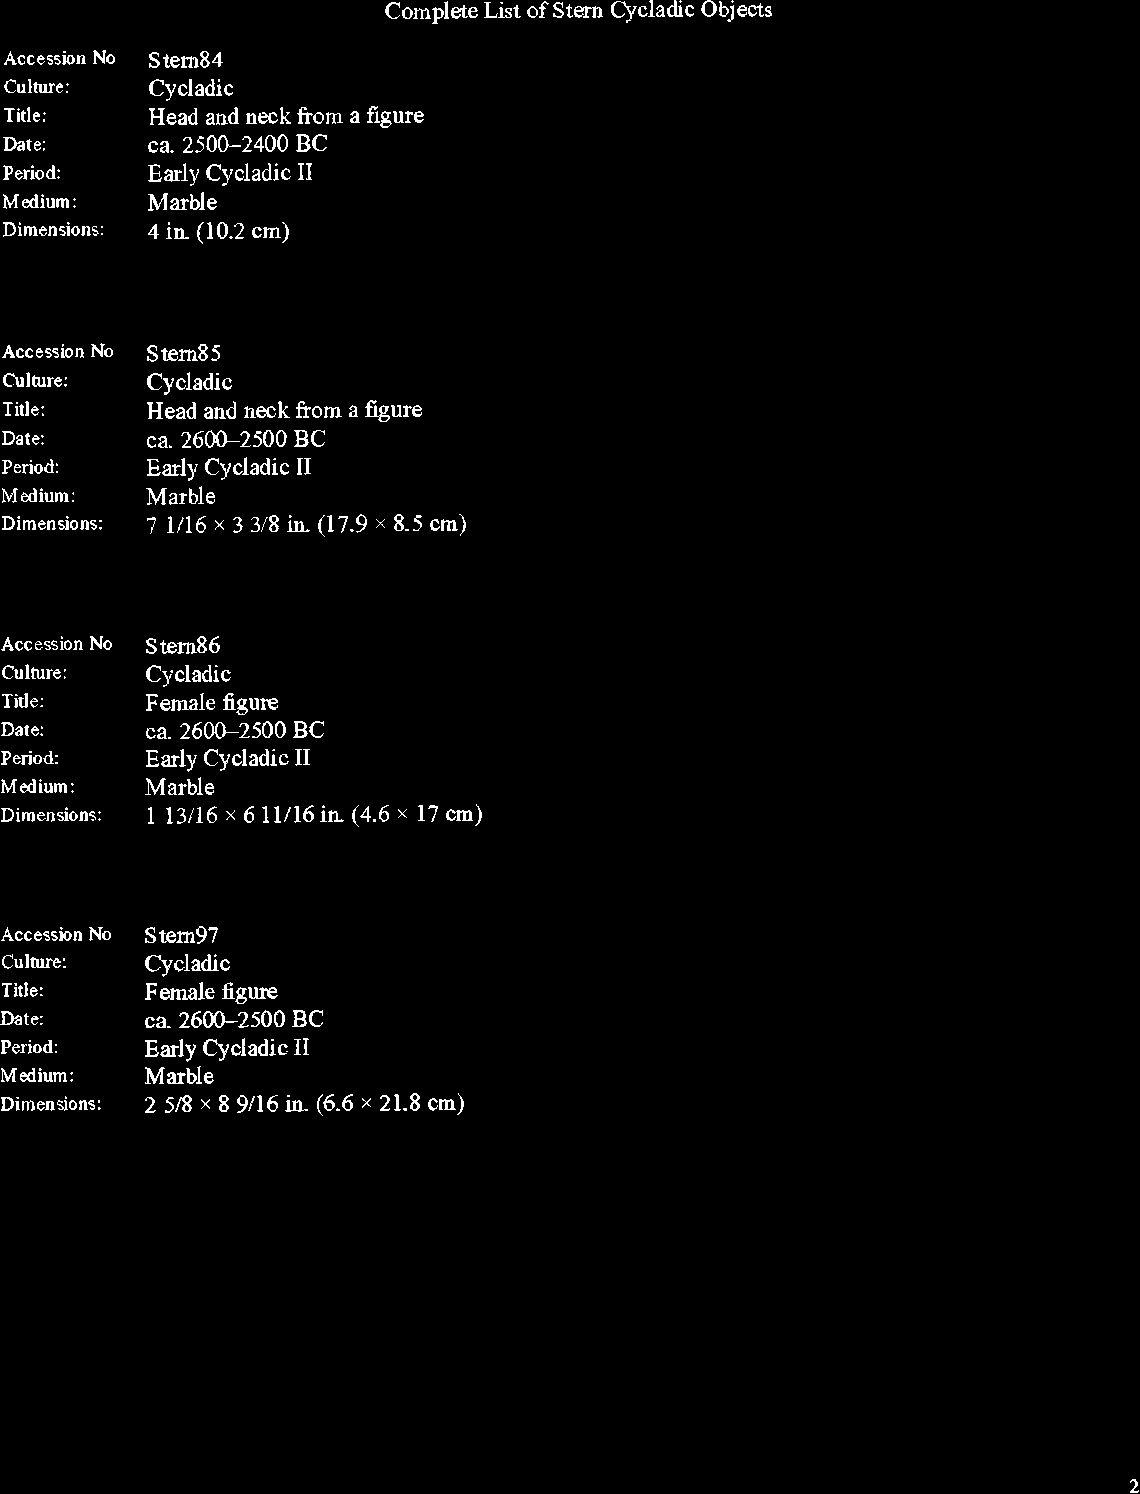 Complete List of Stern Cycladic Objects
Accession No Stern84
Culture: Cycladic
Title: Head and neck from a figure
Date: ca. 2500–2400 BC
Period: Early Cycladic II
Medium: Marble
Dimensions: 4 in. (10.2 cm)
Accession No Stern85
Culture: Cycladic
Title: Head and neck from a figure
Date: ca. 2600–2500 BC
Period: Early Cycladic II
Medium: Marble
Dimensions: 7 1/16 × 3 3/8 in. (17.9 × 8.5 cm)
Accession No Stern86
Culture: Cycladic
Title: Female figure
Date: ca. 2600–2500 BC
Period: Early Cycladic II
Medium: Marble
Dimensions: 1 13/16 × 6 11/16 in. (4.6 × 17 cm)
Accession No Stern97
Culture: Cycladic
Title: Female figure
Date: ca. 2600–2500 BC
Period: Early Cycladic II
Medium: Marble
Dimensions: 2 5/8 × 8 9/16 in. (6.6 × 21.8 cm)
2